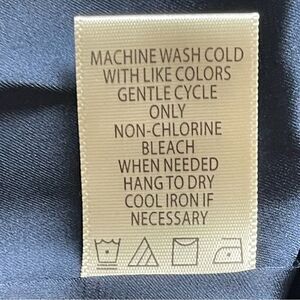 MACHINE WASH COLD
WITH LIKE COLORS
GENTLE CYCLE
ONLY
NON-CHLORINE
BLEACH
WHEN NEEDED
HANG TO DRY
COOL IRON IF
NECESSARY